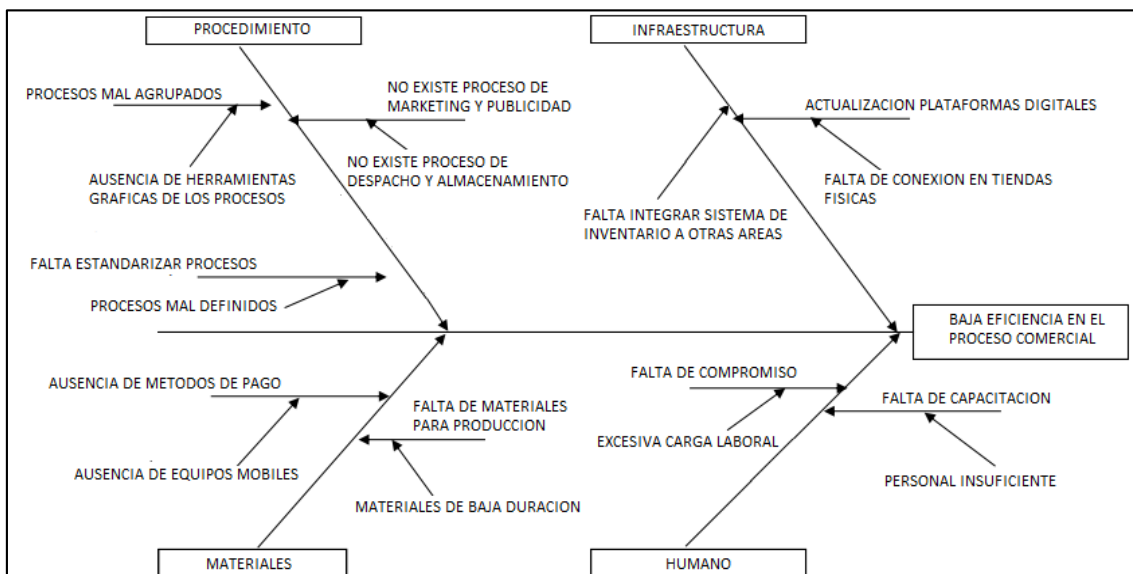 PROCEDIMIENTO
INFRAESTRUCTURA
PROCESOS MAL AGRUPADOS
NO EXISTE PROCESO DE
MARKETING Y PUBLICIDAD
ACTUALIZACION PLATAFORMAS DIGITALES
AUSENCIA DE HERRAMIENTAS
GRAFICAS DE LOS PROCESOS
NO EXISTE PROCESO DE
DESPACHO Y ALMACENAMIENTO
FALTA DE CONEXION EN TIENDAS
FISICAS
FALTA INTEGRAR SISTEMA DE
INVENTARIO A OTRAS AREAS
FALTA ESTANDARIZAR PROCESOS
PROCESOS MAL DEFINIDOS
BAJA EFICIENCIA EN EL
PROCESO COMERCIAL
AUSENCIA DE METODOS DE PAGO
FALTA DE MATERIALES
PARA PRODUCCION
FALTA DE COMPROMISO
FALTA DE CAPACITACION
EXCESIVA CARGA LABORAL
AUSENCIA DE EQUIPOS MOBILES
MATERIALES DE BAJA DURACION
PERSONAL INSUFICIENTE
MATERIALES
HUMANO